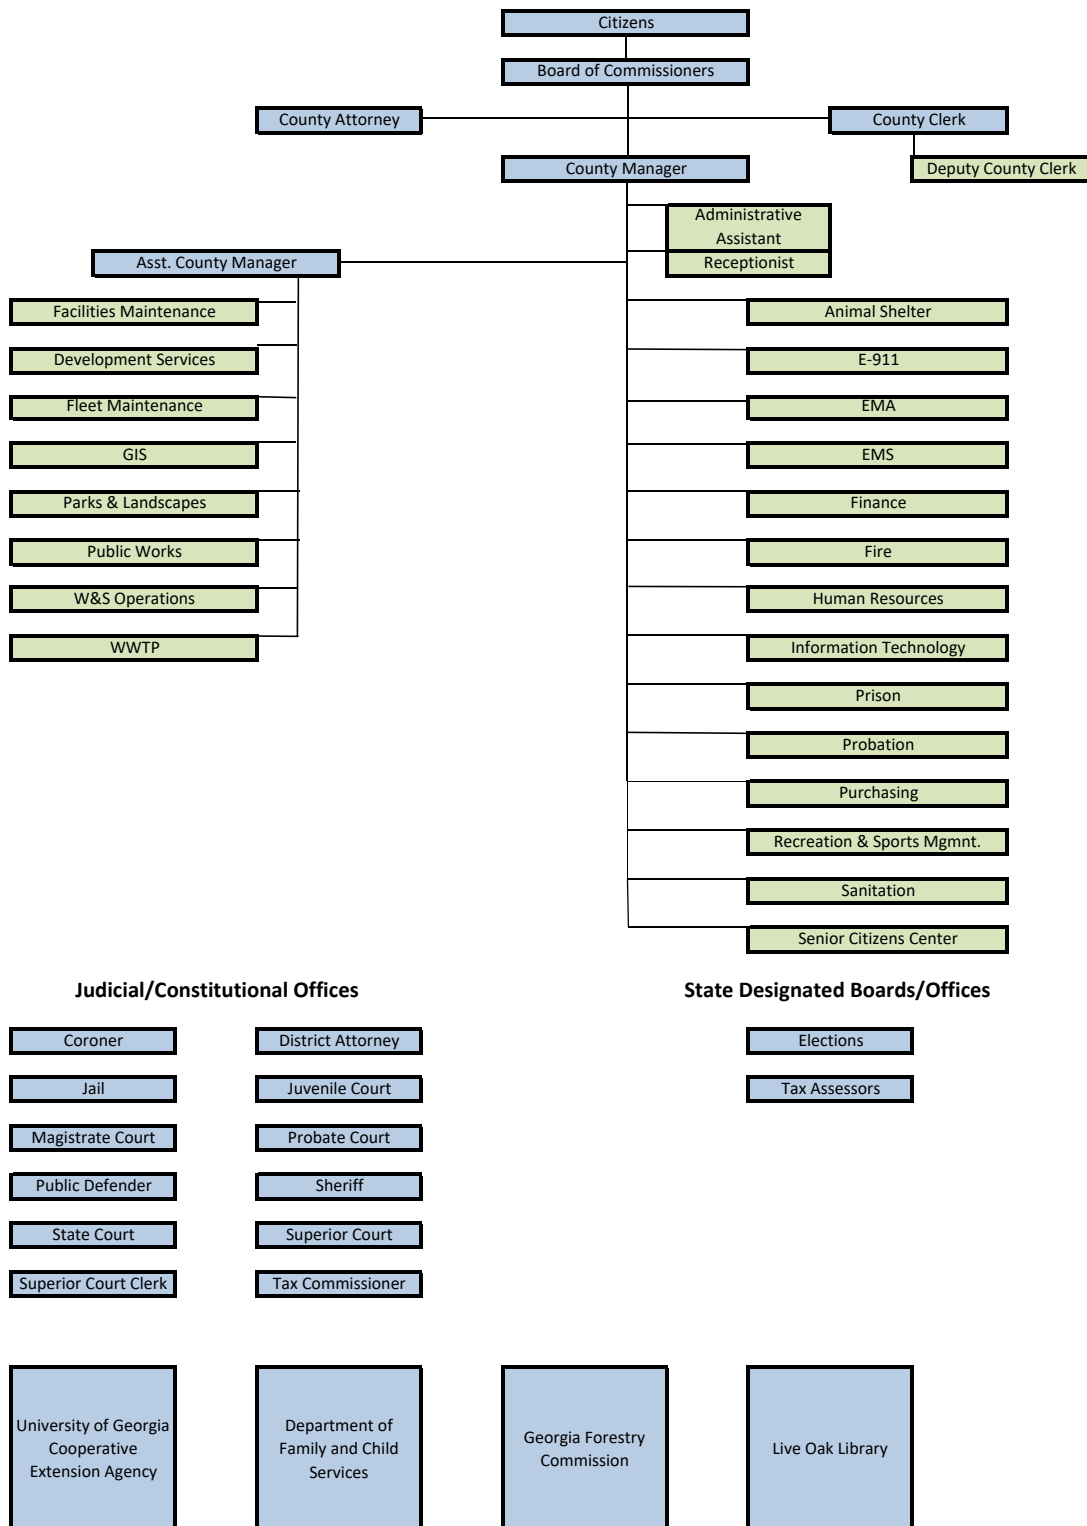 Citizens
Board of Commissioners
County Attorney
County Clerk
County Manager
Deputy County Clerk
Administrative
Assistant
Asst. County Manager
Receptionist
Facilities Maintenance
Animal Shelter
Development Services
E-911
Fleet Maintenance
EMA
GIS
EMS
Parks & Landscapes
Finance
Public Works
Fire
W&S Operations
Human Resources
WWTP
Information Technology
Prison
Probation
Purchasing
Recreation & Sports Mgmnt.
Sanitation
Senior Citizens Center
Judicial/Constitutional Offices
State Designated Boards/Offices
Coroner
District Attorney
Elections
Jail
Juvenile Court
Tax Assessors
Magistrate Court
Probate Court
Public Defender
Sheriff
State Court
Superior Court
Superior Court Clerk
Tax Commissioner
University of Georgia
Cooperative
Extension Agency
Department of
Family and Child
Services
Georgia Forestry
Commission
Live Oak Library